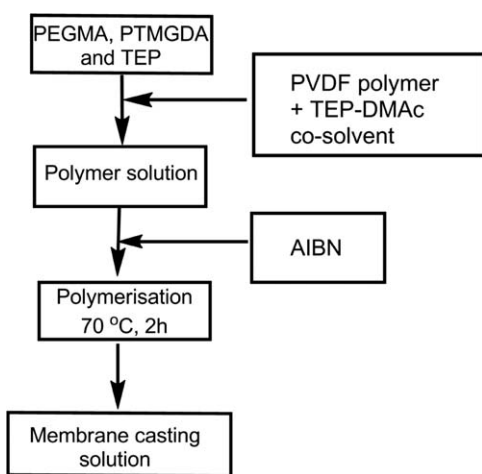 PEGMA, PTMGDA
and TEP
PVDF polymer
+ TEP-DMAc
co-solvent
Polymer solution
AIBN
Polymerisation
70 °C, 2h
Membrane casting
solution